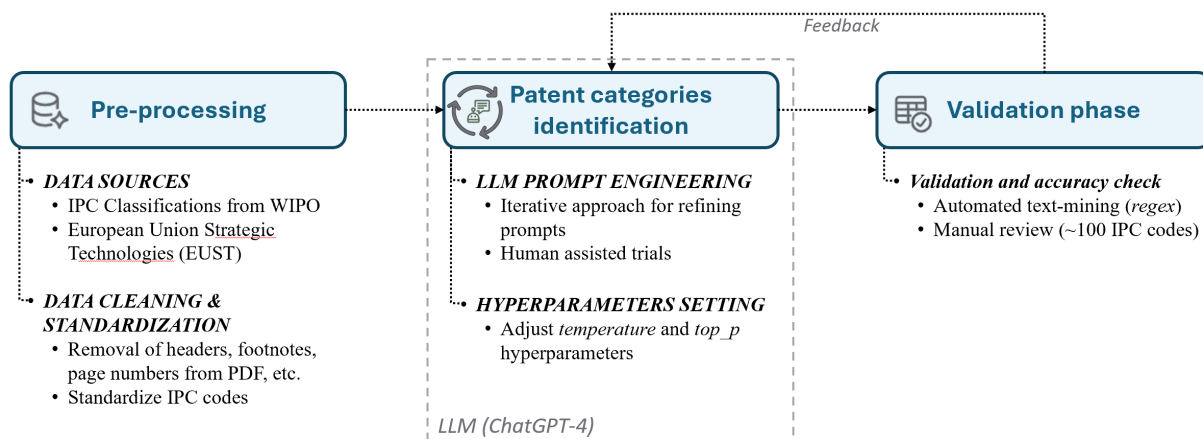 Feedback
Pre-processing
• DATA SOURCES
• IPC Classifications from WIPO
• European Union Strategic
Technologies (EUST)
• DATA CLEANING &
STANDARDIZATION
• Removal of headers, footnotes,
page numbers from PDF, etc.
• Standardize IPC codes
Patent categories
identification
• LLM PROMPT ENGINEERING
• Iterative approach for refining
prompts
• Human assisted trials
• HYPERPARAMETERS SETTING
• Adjust temperature and top_p
hyperparameters
LLM (ChatGPT-4)
Validation phase
• Validation and accuracy check
• Automated text-mining (regex)
• Manual review (~100 IPC codes)